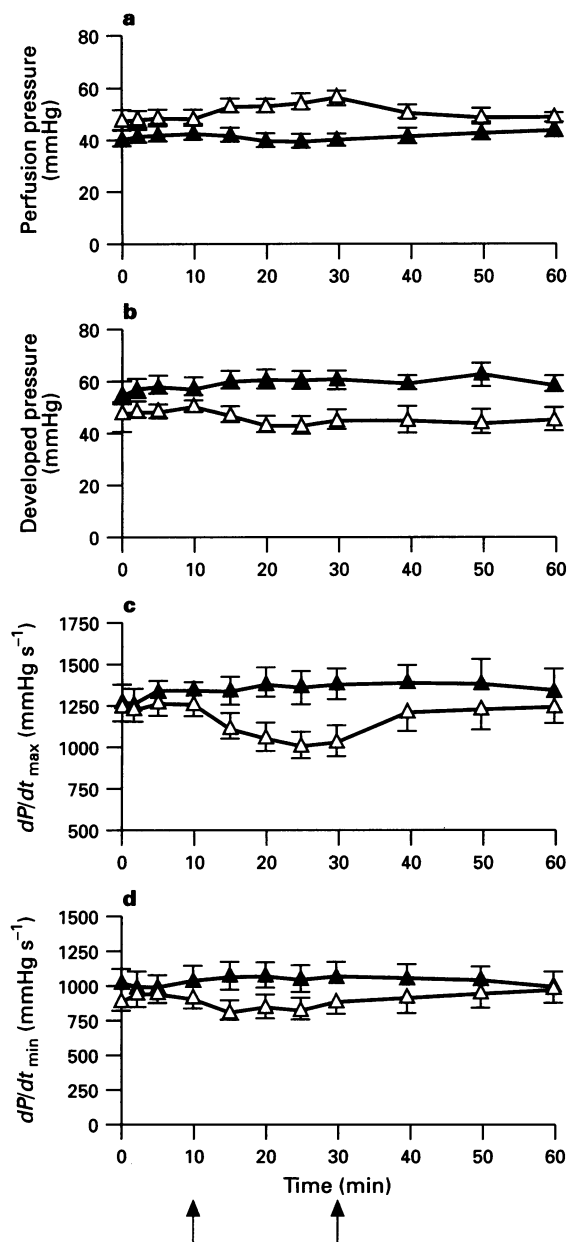 a
80
60
40
20
0
Perfusion pressure
(mmHg)
0 10 20 30 40 50 60
b
80
60
40
20
0
Developed pressure
(mmHg)
0 10 20 30 40 50 60
c
1750
1500
1250
1000
750
500
dP/dt max (mmHg s⁻¹)
0 10 20 30 40 50 60
d
1500
1250
1000
750
500
250
0
dP/dt min (mmHg s⁻¹)
0 10 20 30 40 50 60
Time (min)